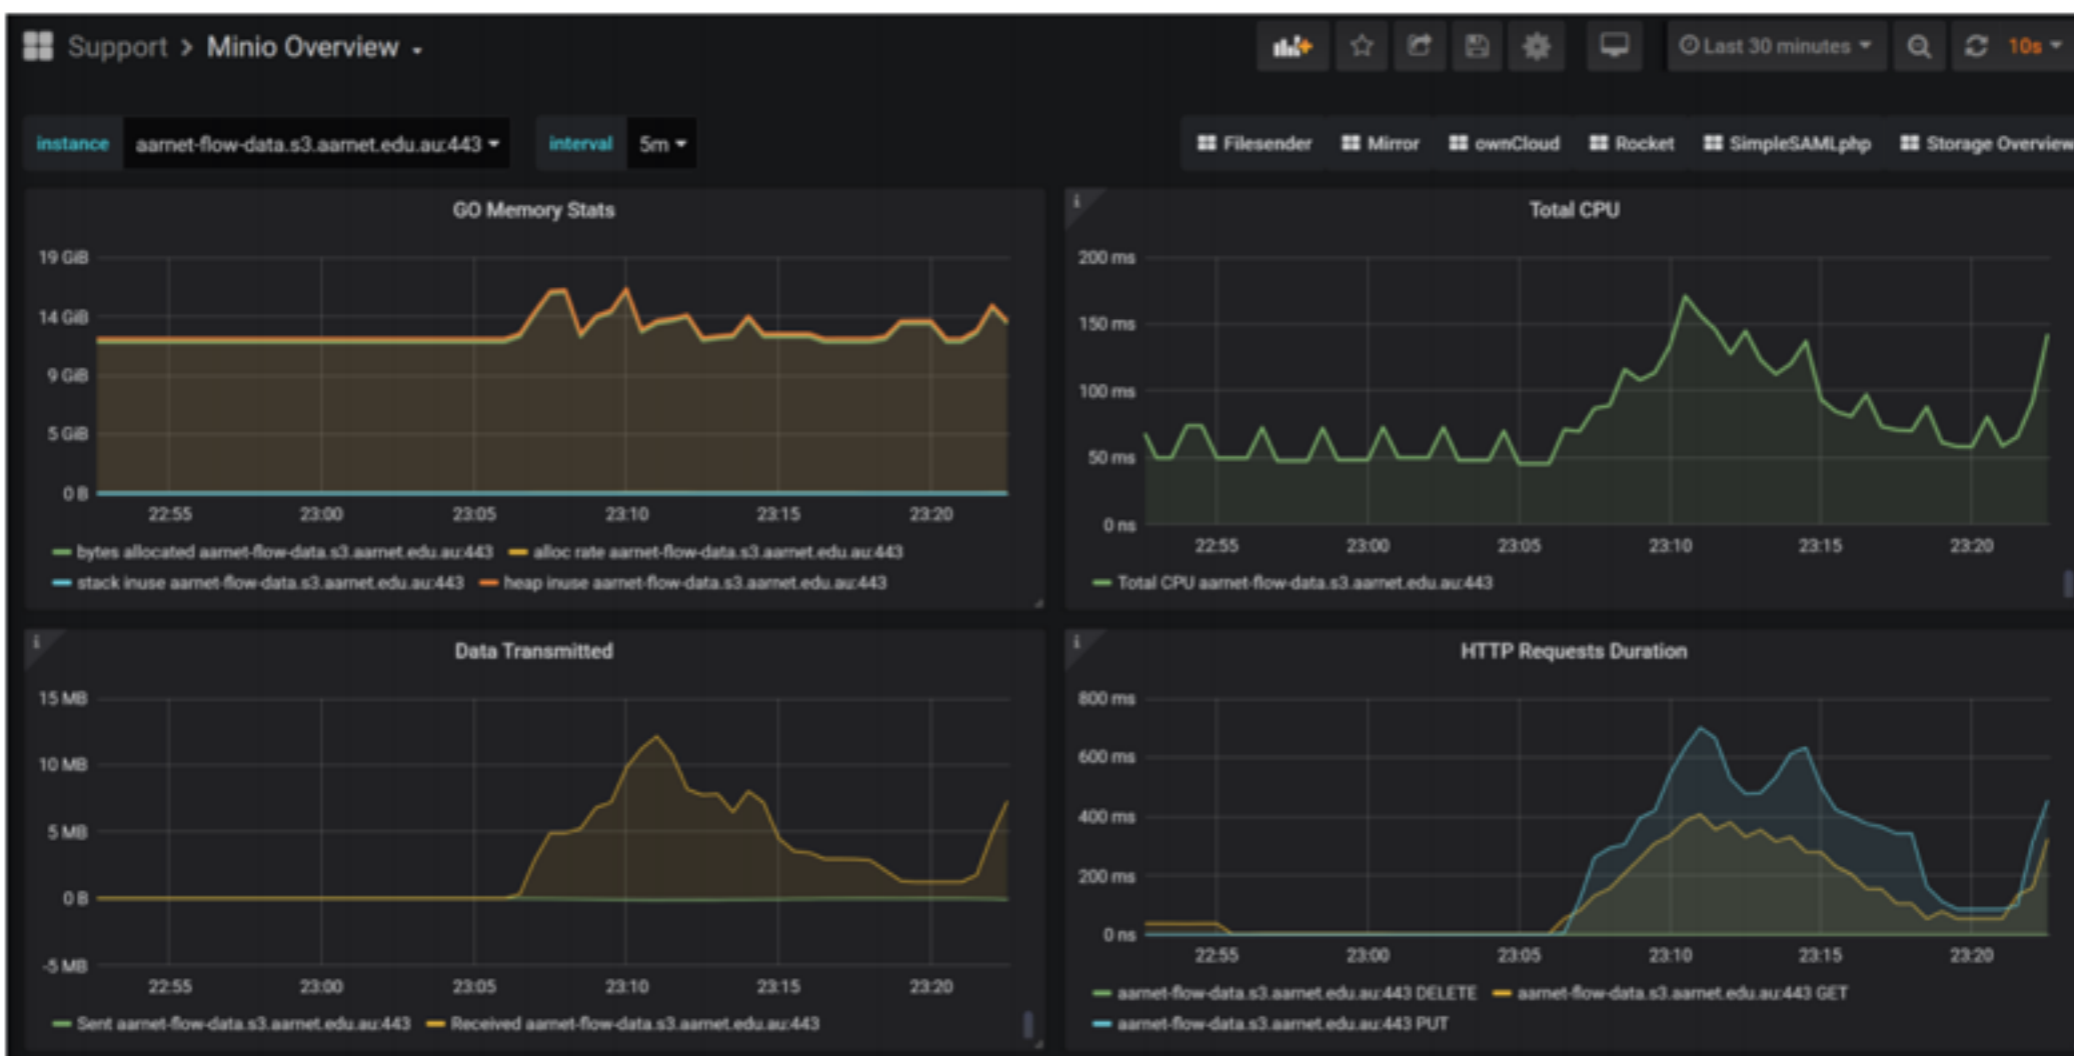 Support > Minio Overview
Last 30 minutes
10s
instance aarnet-flow-data.s3.aarnet.edu.au:443 interval 5m
Filesender Mirror ownCloud Rocket SimpleSAMLphp Storage Overview
GO Memory Stats
19 GiB
14 GiB
9 GiB
5 GiB
0 B
22:55 23:00 23:05 23:10 23:15 23:20
bytes allocated aarnet-flow-data.s3.aarnet.edu.au:443 alloc rate aarnet-flow-data.s3.aarnet.edu.au:443
stack inuse aarnet-flow-data.s3.aarnet.edu.au:443 heap inuse aarnet-flow-data.s3.aarnet.edu.au:443
i
Total CPU
200 ms
150 ms
100 ms
50 ms
0 ns
22:55 23:00 23:05 23:10 23:15 23:20
Total CPU aarnet-flow-data.s3.aarnet.edu.au:443
i
Data Transmitted
15 MB
10 MB
5 MB
0 B
-5 MB
22:55 23:00 23:05 23:10 23:15 23:20
Sent aarnet-flow-data.s3.aarnet.edu.au:443 Received aarnet-flow-data.s3.aarnet.edu.au:443
i
HTTP Requests Duration
800 ms
600 ms
400 ms
200 ms
0 ns
22:55 23:00 23:05 23:10 23:15 23:20
aarnet-flow-data.s3.aarnet.edu.au:443 DELETE aarnet-flow-data.s3.aarnet.edu.au:443 GET
aarnet-flow-data.s3.aarnet.edu.au:443 PUT